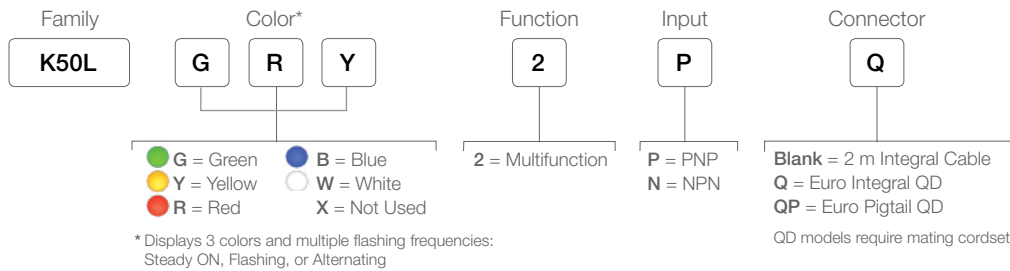 Family Color* Function Input Connector
K50L G R Y 2 P Q
G = Green B = Blue 2 = Multifunction P = PNP Blank = 2 m Integral Cable
Y = Yellow W = White N = NPN Q = Euro Integral QD
R = Red X = Not Used QP = Euro Pigtail QD
* Displays 3 colors and multiple flashing frequencies: QD models require mating cordset
Steady ON, Flashing, or Alternating